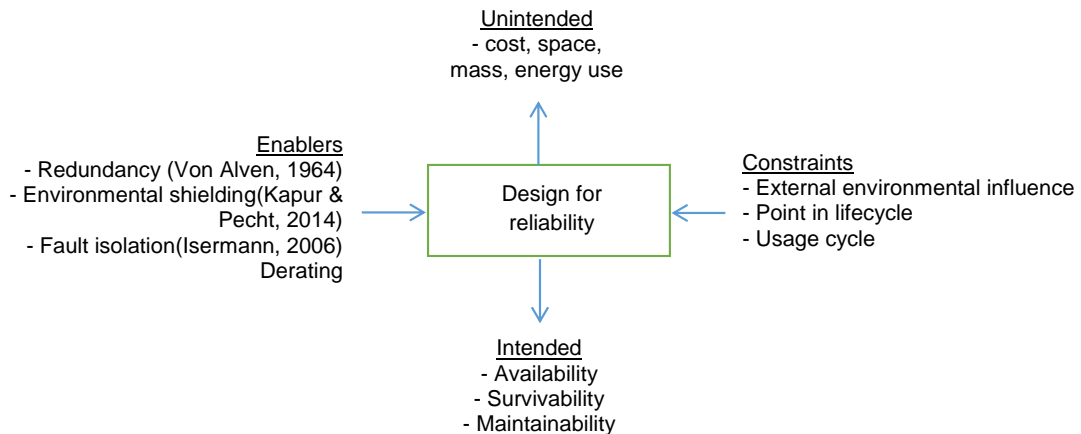 Unintended
- cost, space,
mass, energy use
Enablers
- Redundancy (Von Alven, 1964)
- Environmental shielding(Kapur &
Pecht, 2014)
- Fault isolation(Isermann, 2006)
Derating
Design for
reliability
Constraints
- External environmental influence
- Point in lifecycle
- Usage cycle
Intended
- Availability
- Survivability
- Maintainability